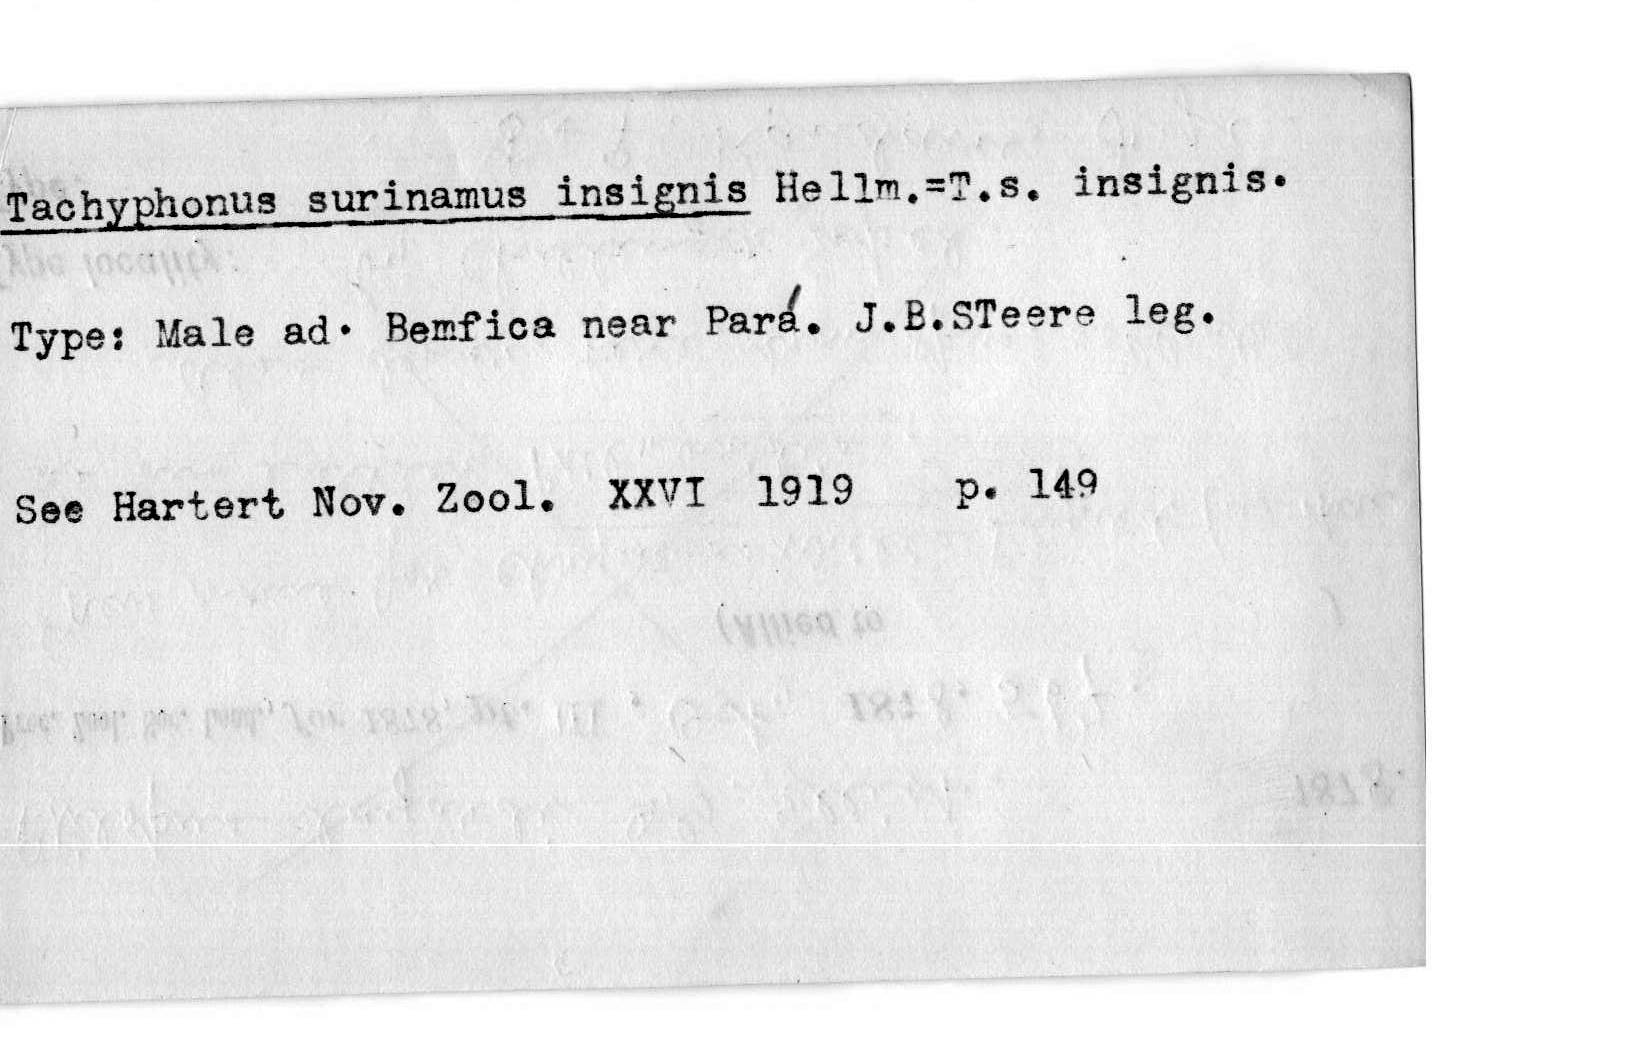 Tachyphonus surinamus insignis Hellm.=T.s. insignis.
Type: Male ad. Bemfica near Pará. J.B.STeere leg.
See Hartert Nov. Zool. XXVI 1919 p. 149